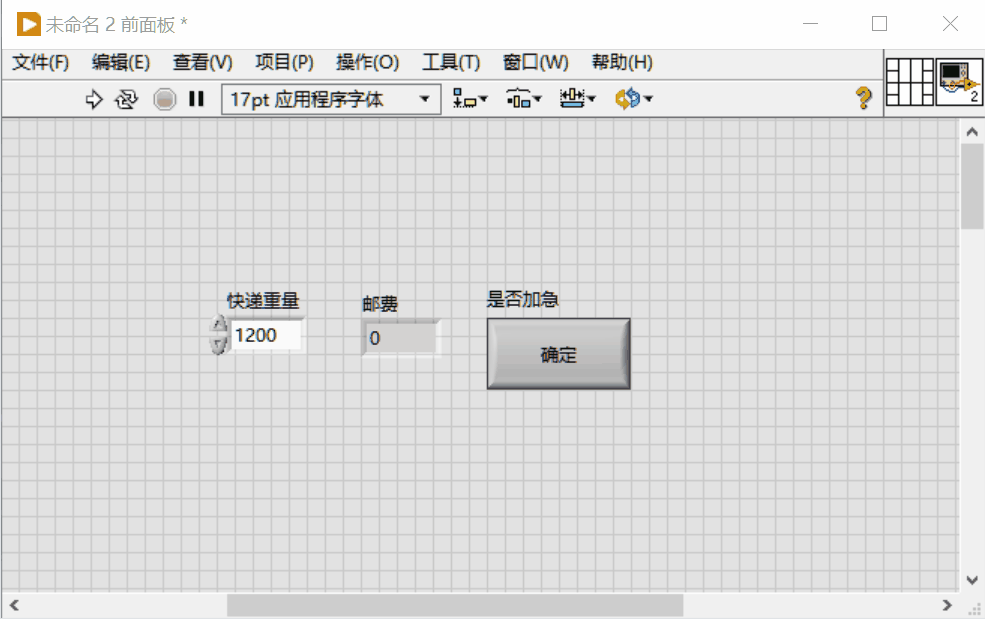 未命名 2 前面板 *
文件(F) 编辑(E) 查看(V) 项目(P) 操作(O) 工具(T) 窗口(W) 帮助(H)
17pt 应用程序字体
2
快递重量 邮费 是否加急
1200 0 确定